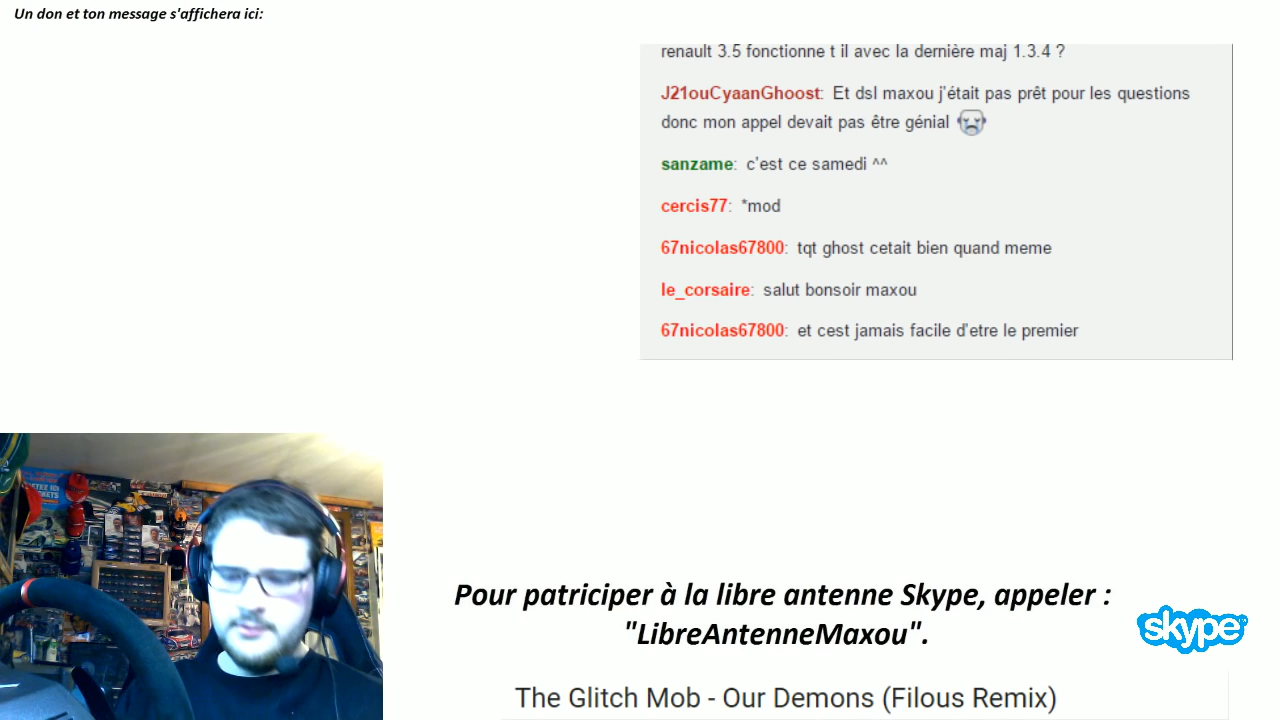 Un don et ton message s'affichera ici:
renault 3.5 fonctionne t il avec la dernière maj 1.3.4 ?
J21ouCyaanGhoost: Et dsl maxou j'était pas prêt pour les questions
donc mon appel devait pas être génial
sanzame: c'est ce samedi ^^
cercis77: *mod
67nicolas67800: tqt ghost cetait bien quand meme
le_corsaire: salut bonsoir maxou
67nicolas67800: et cest jamais facile d'etre le premier
Pour patriciper à la libre antenne Skype, appeler :
"LibreAntenneMaxou".
skype
The Glitch Mob - Our Demons (Filous Remix)